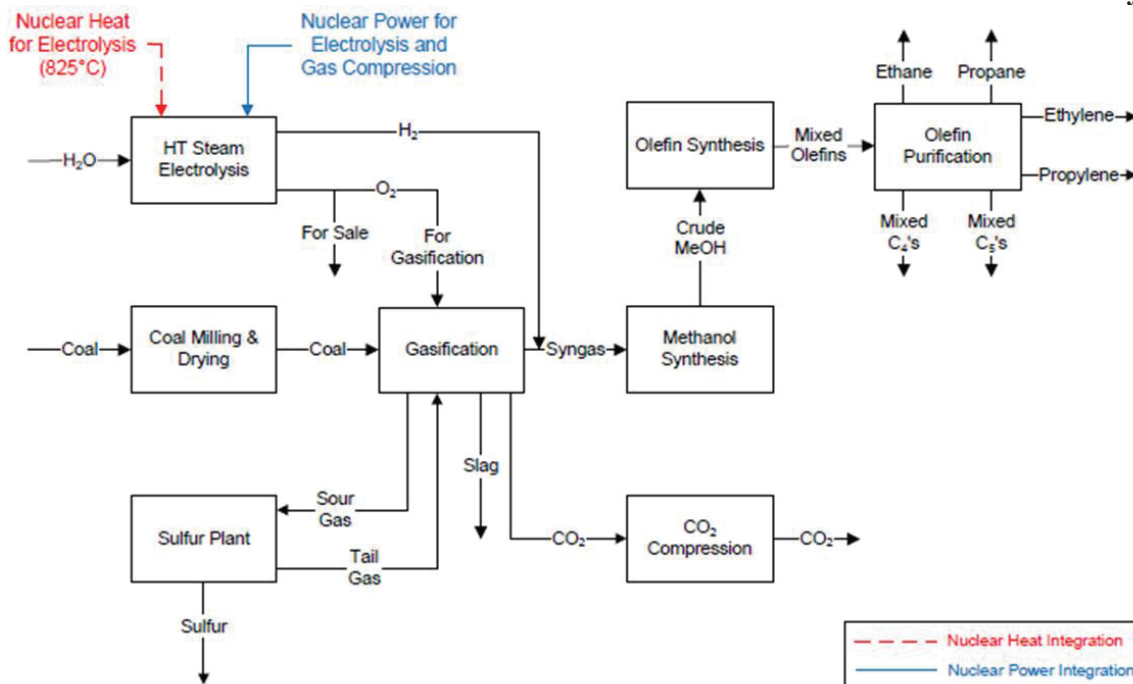 Nuclear Heat
for Electrolysis
(825°C)
Nuclear Power for
Electrolysis and
Gas Compression
H₂O
HT Steam
Electrolysis
H₂
O₂
For Sale
For
Gasification
Coal
Coal Milling &
Drying
Coal
Gasification
Syngas
Methanol
Synthesis
Crude
MeOH
Olefin Synthesis
Mixed
Olefins
Olefin
Purification
Ethane
Propane
Ethylene
Propylene
Mixed
C₄'s
Mixed
C₅'s
Sour
Gas
Sulfur Plant
Tail
Gas
Sulfur
Slag
CO₂
CO₂
Compression
CO₂
Nuclear Heat Integration
Nuclear Power Integration